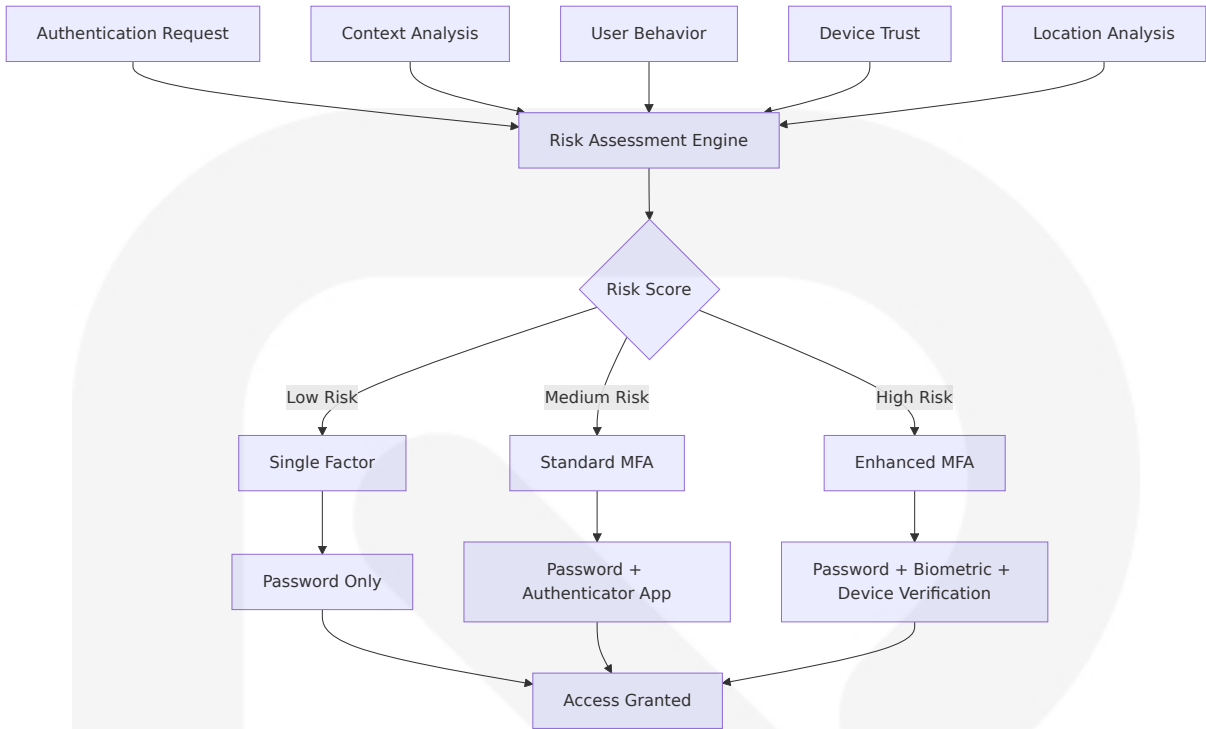 Authentication Request
Context Analysis
User Behavior
Device Trust
Location Analysis
Risk Assessment Engine
Risk Score
Low Risk
Medium Risk
High Risk
Single Factor
Standard MFA
Enhanced MFA
Password Only
Password +
Authenticator App
Password + Biometric +
Device Verification
Access Granted